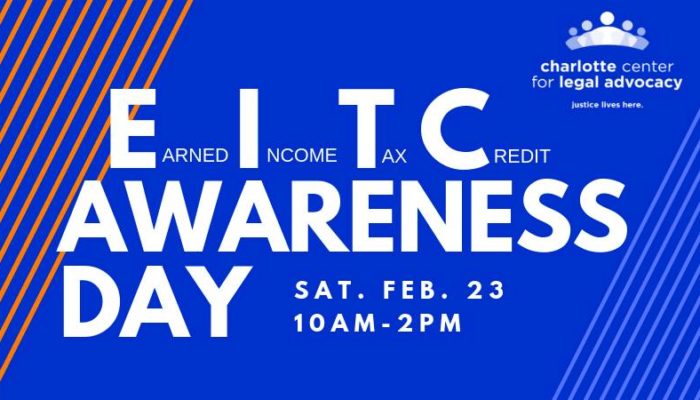 charlotte center
for legal advocacy
justice lives here.
EARNED INCOME TAX CREDIT
AWARENESS
DAY
SAT. FEB. 23
10AM-2PM